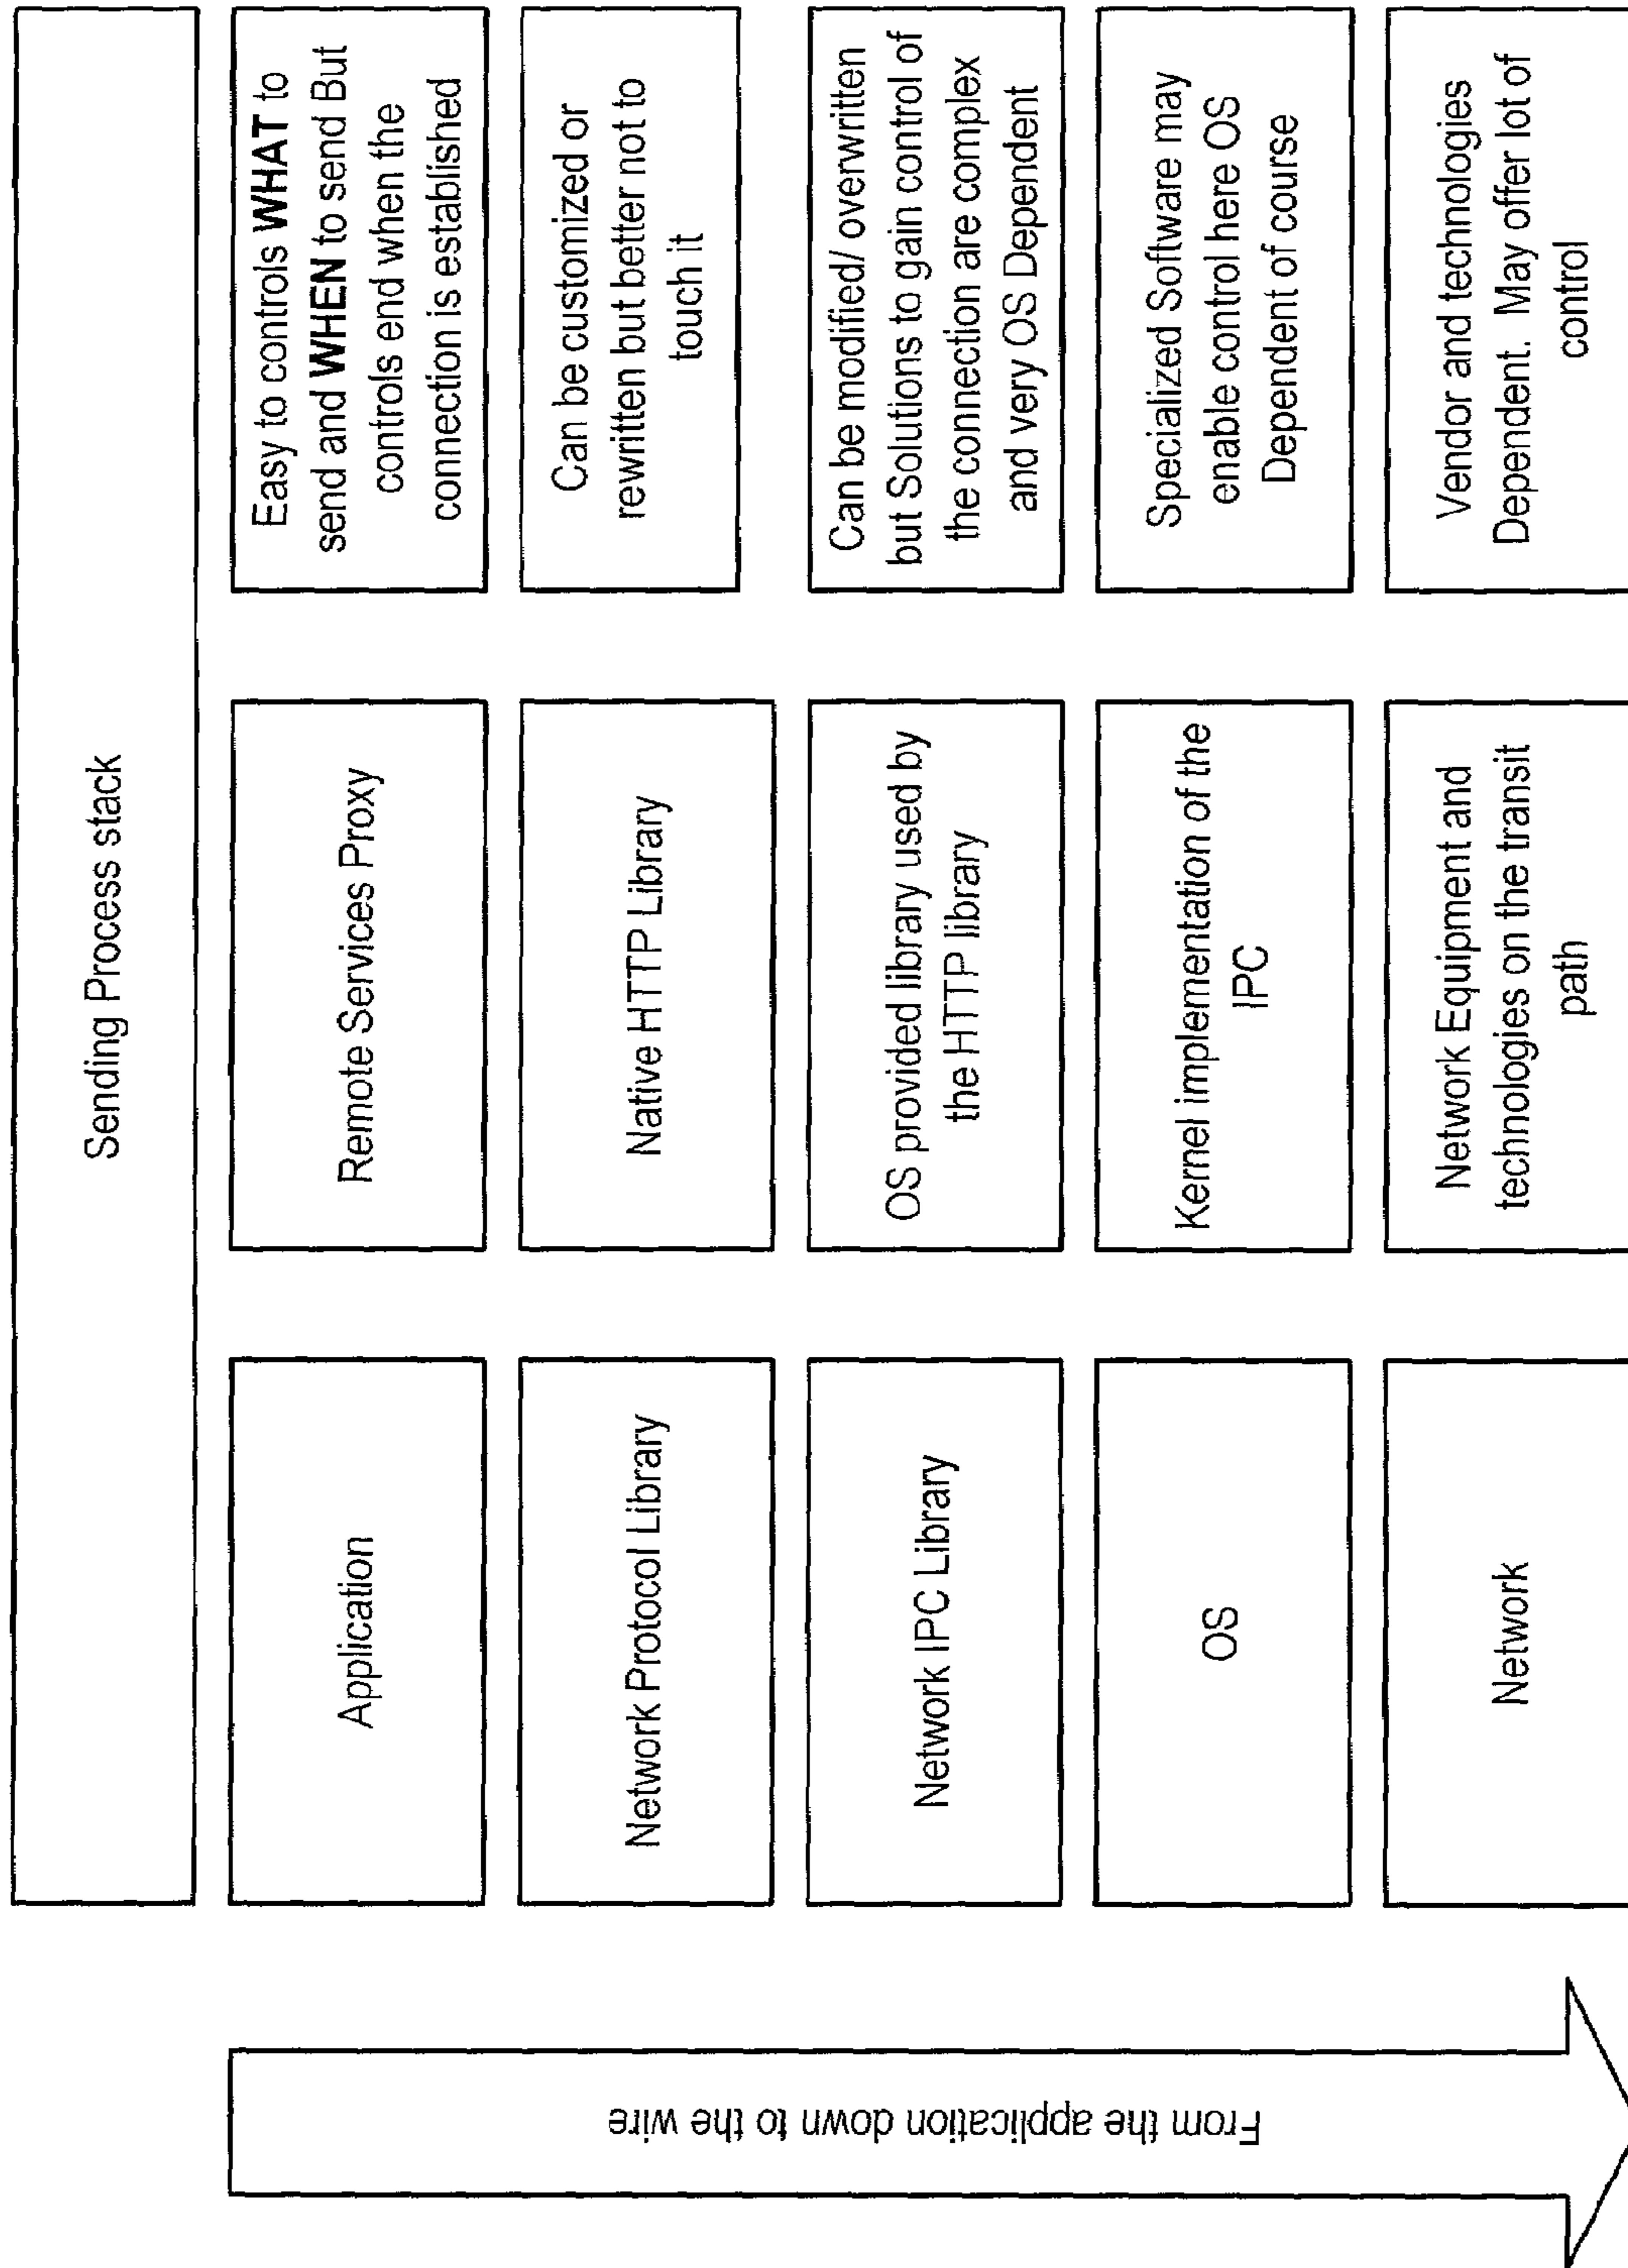 Sending Process stack
From the application down to the wire
Application
Remote Services Proxy
Easy to controls WHAT to
send and WHEN to send But
controls end when the
connection is established
Network Protocol Library
Native HTTP Library
Can be customized or
rewritten but better not to
touch it
Network IPC Library
OS provided library used by
the HTTP library
Can be modified/ overwritten
but Solutions to gain control of
the connection are complex
and very OS Dependent
OS
Kernel implementation of the
IPC
Specialized Software may
enable control here OS
Dependent of course
Network
Network Equipment and
technologies on the transit
path
Vendor and technologies
Dependent. May offer lot of
control